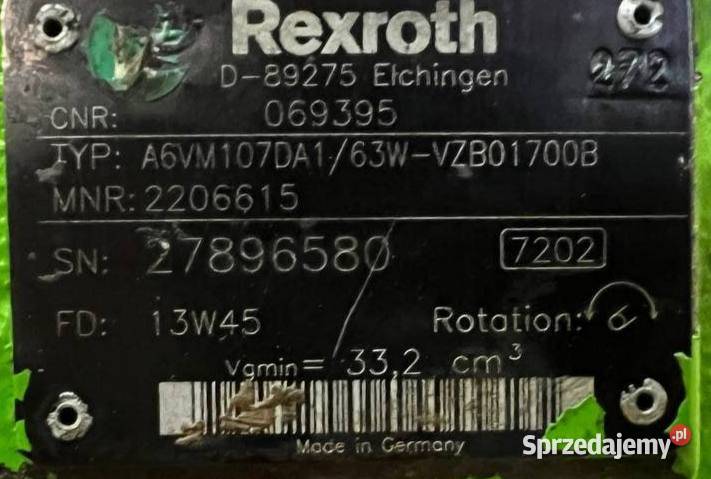 Rexroth
D-89275 Elchingen
272
CNR: 069395
TYP: A6VM107DA1/63W-VZB01700B
MNR: 2206615
SN: 27896580 7202
FD: 13W45 Rotation:
Vgmin = 33,2 cm³
Made in Germany
Sprzedajemy.pl